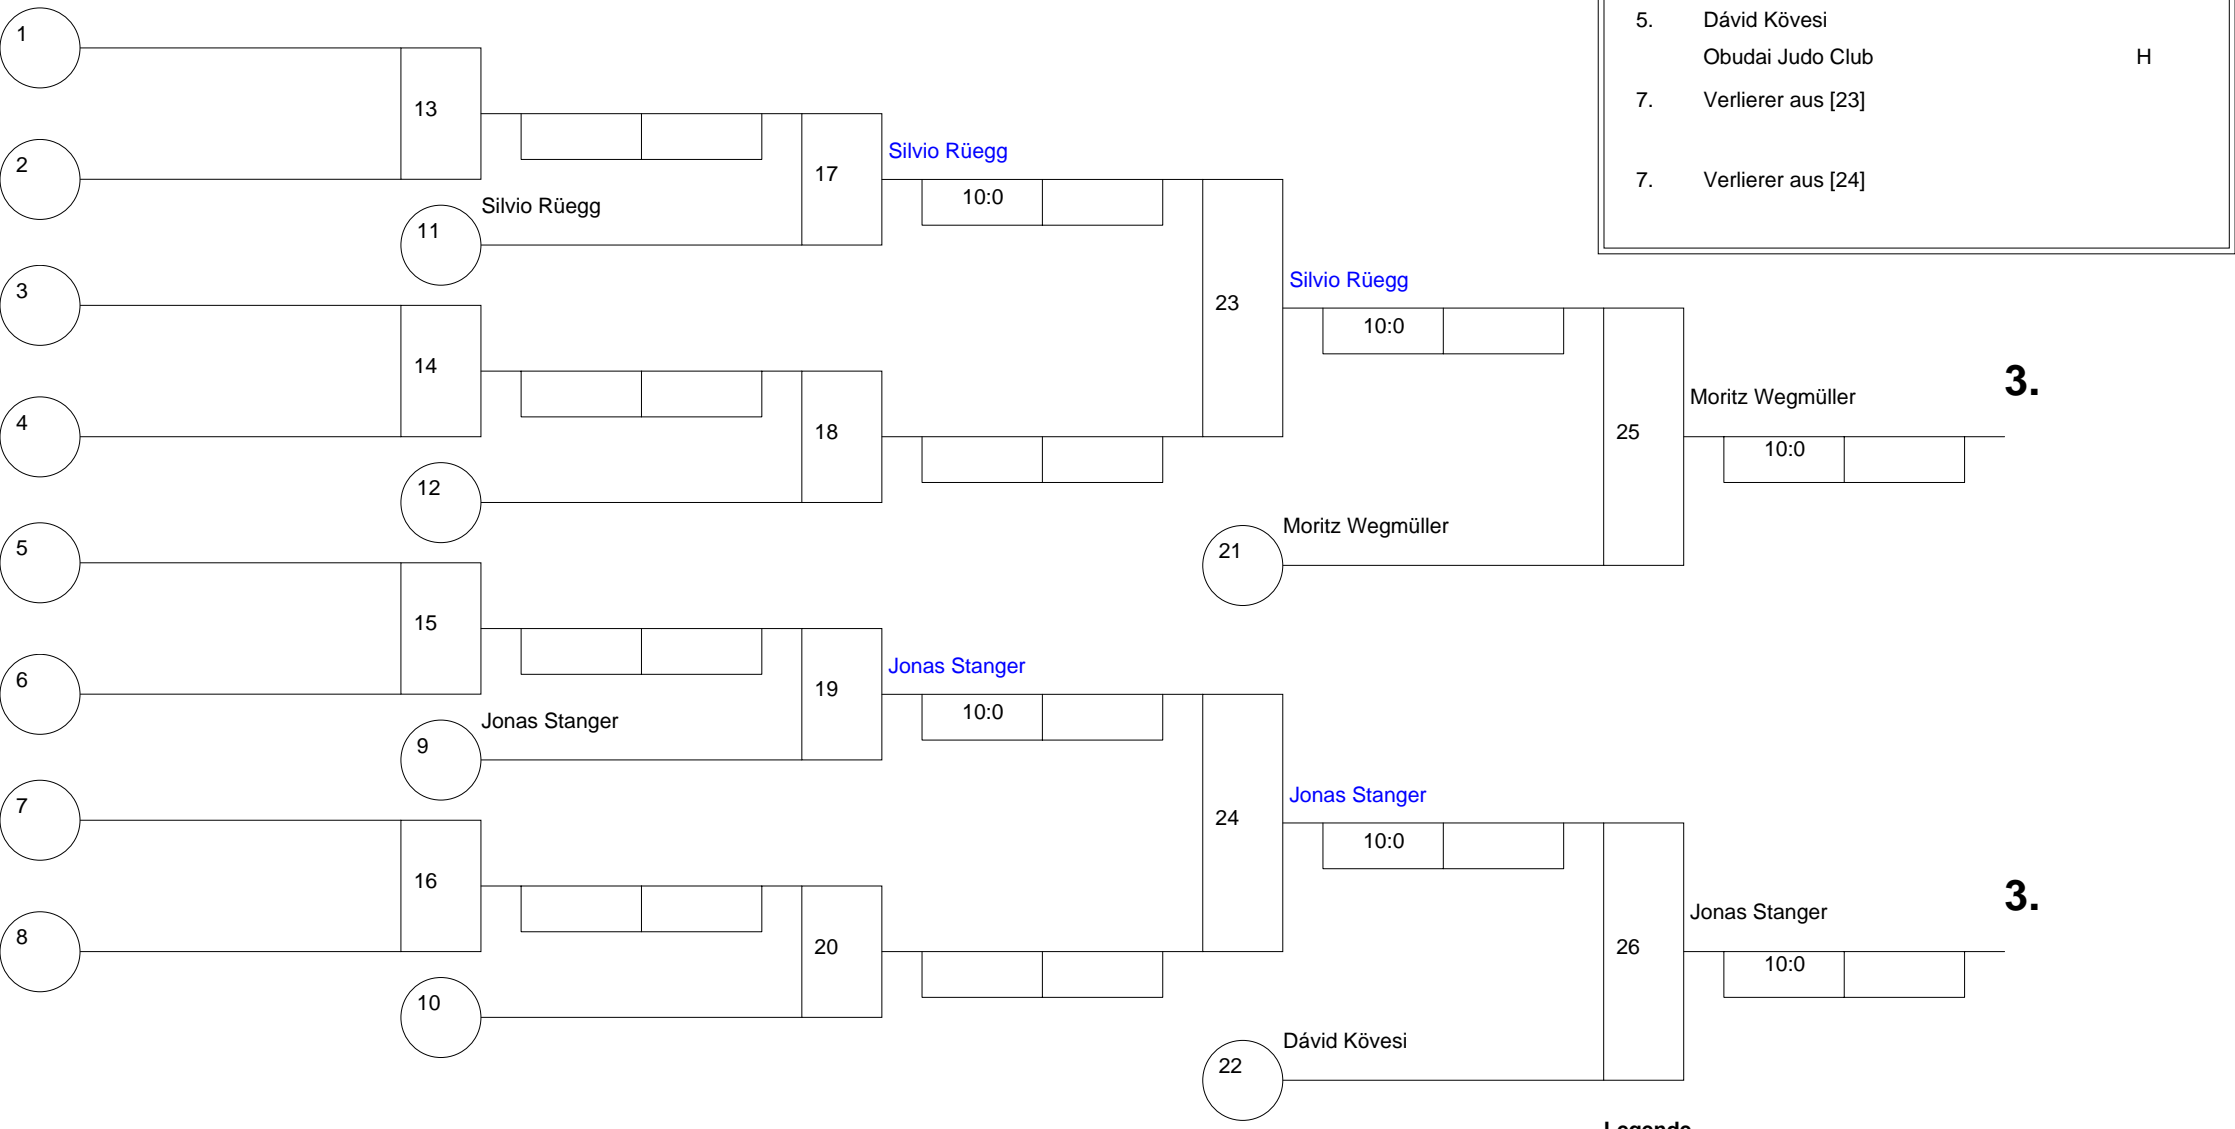 5. Dávid Kövesi
Obudai Judo Club H
7. Verlierer aus [23]
7. Verlierer aus [24]
1
13
2
17
Silvio Rüegg
10:0
Silvio Rüegg
11
3
23
Silvio Rüegg
10:0
14
4
18
12
25
Moritz Wegmüller
3.
10:0
Moritz Wegmüller
21
5
15
6
19
Jonas Stanger
10:0
Jonas Stanger
9
7
24
Jonas Stanger
10:0
16
8
20
10
26
Jonas Stanger
3.
10:0
Dávid Kövesi
22
Legende